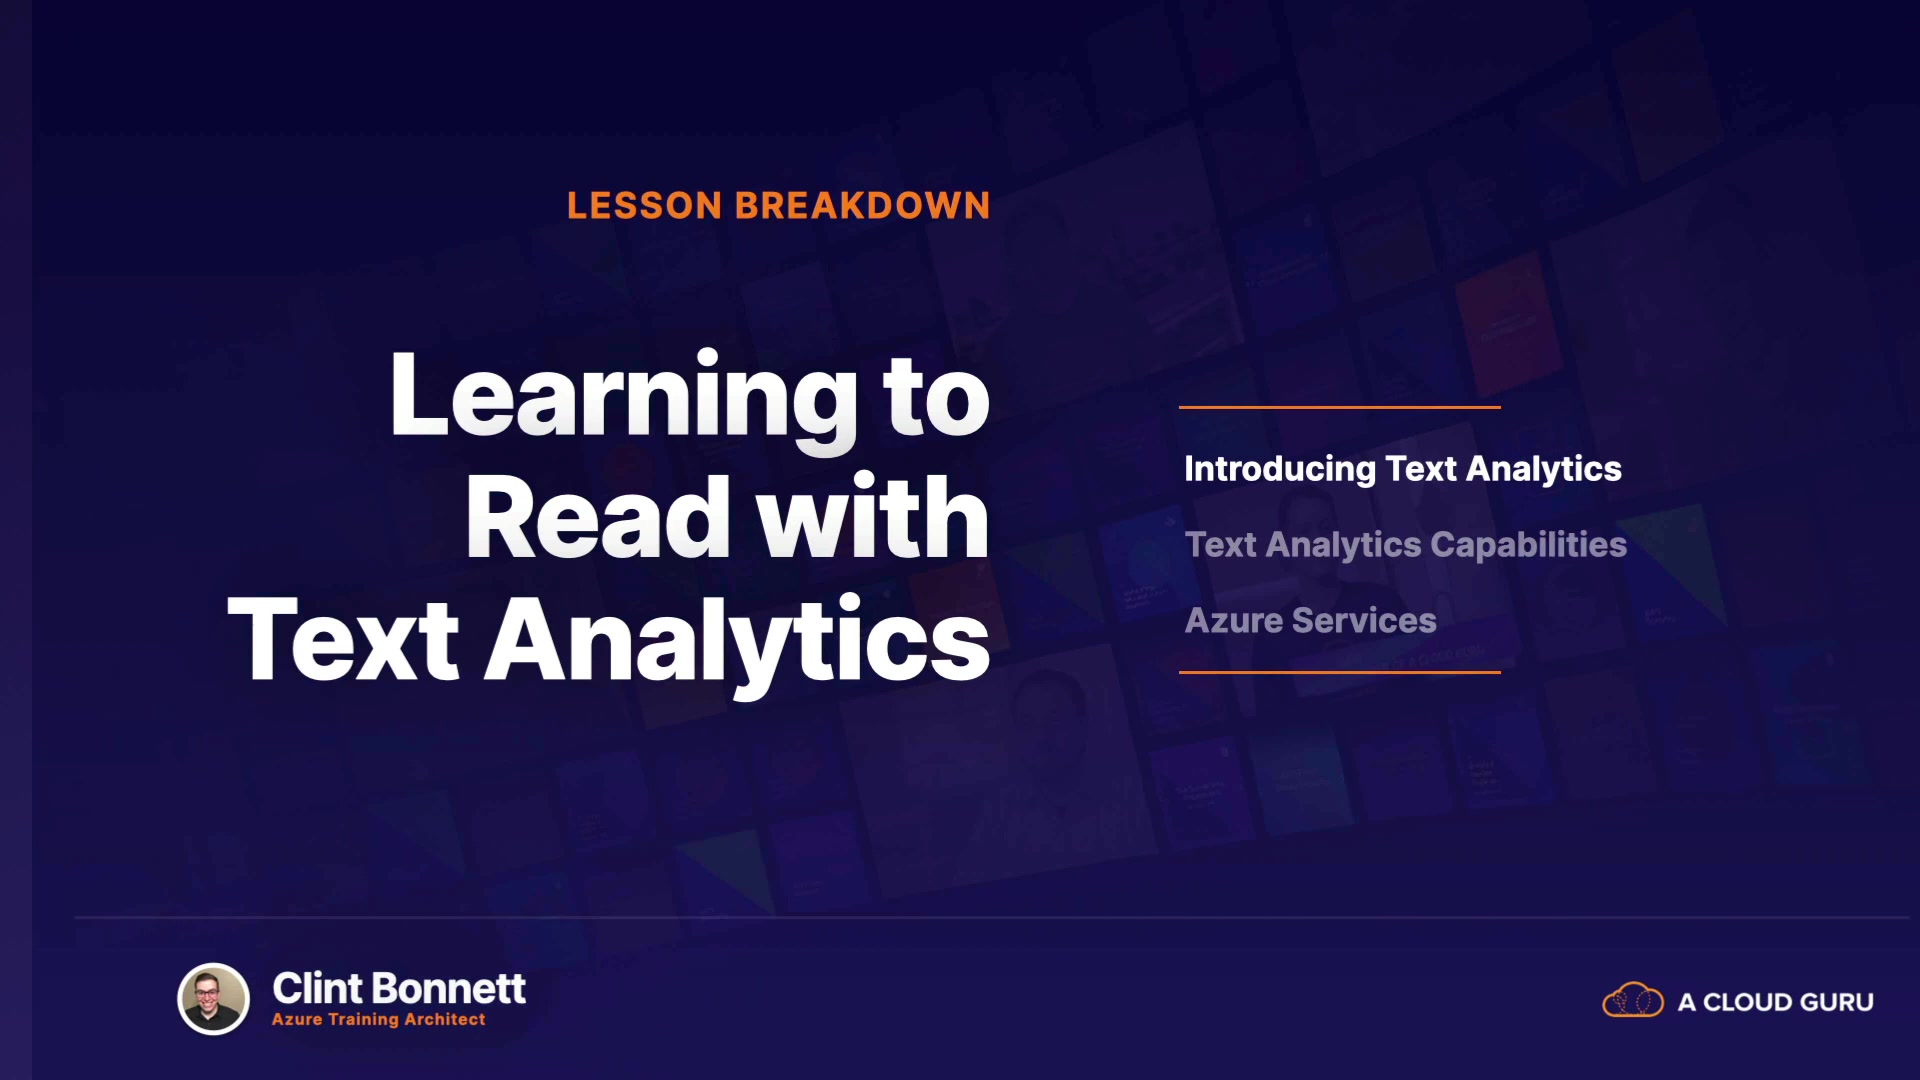 LESSON BREAKDOWN
Learning to
Read with
Text Analytics
Introducing Text Analytics
Text Analytics Capabilities
Azure Services
Clint Bonnett
Azure Training Architect
A CLOUD GURU